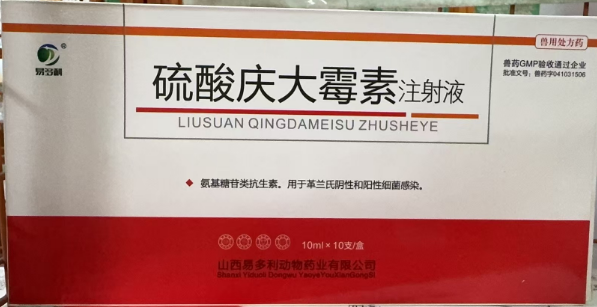 兽用处方药
易多利®
兽药GMP验收通过企业
批准文号：兽药字041031506
硫酸庆大霉素注射液
LIUSUAN QINGDAMEISU ZHUSHEYE
◆ 氨基糖苷类抗生素。用于革兰氏阴性和阳性细菌感染。
10ml×10支/盒
山西易多利动物药业有限公司